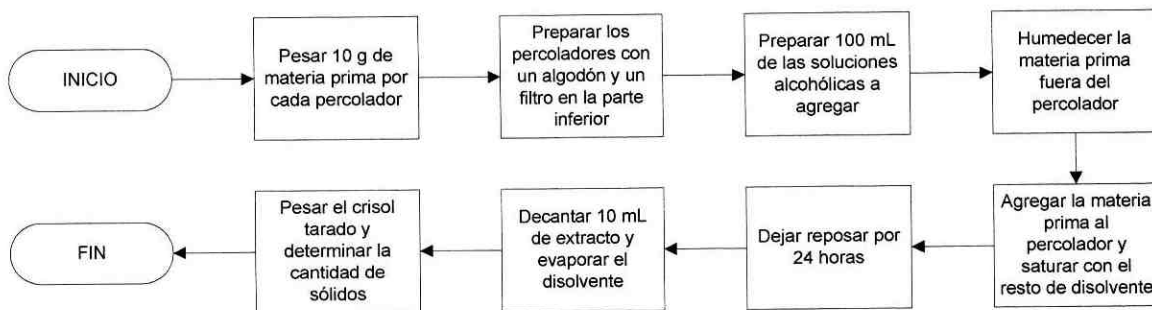 INICIO
Pesar 10 g de
materia prima por
cada percolador
Preparar los
percoladores con
un algodón y un
filtro en la parte
inferior
Preparar 100 mL
de las soluciones
alcohólicas a
agregar
Humedecer la
materia prima
fuera del
percolador
Agregar la materia
prima al
percolador y
saturar con el
resto de disolvente
Dejar reposar por
24 horas
Decantar 10 mL
de extracto y
evaporar el
disolvente
Pesar el crisol
tarado y
determinar la
cantidad de
sólidos
FIN